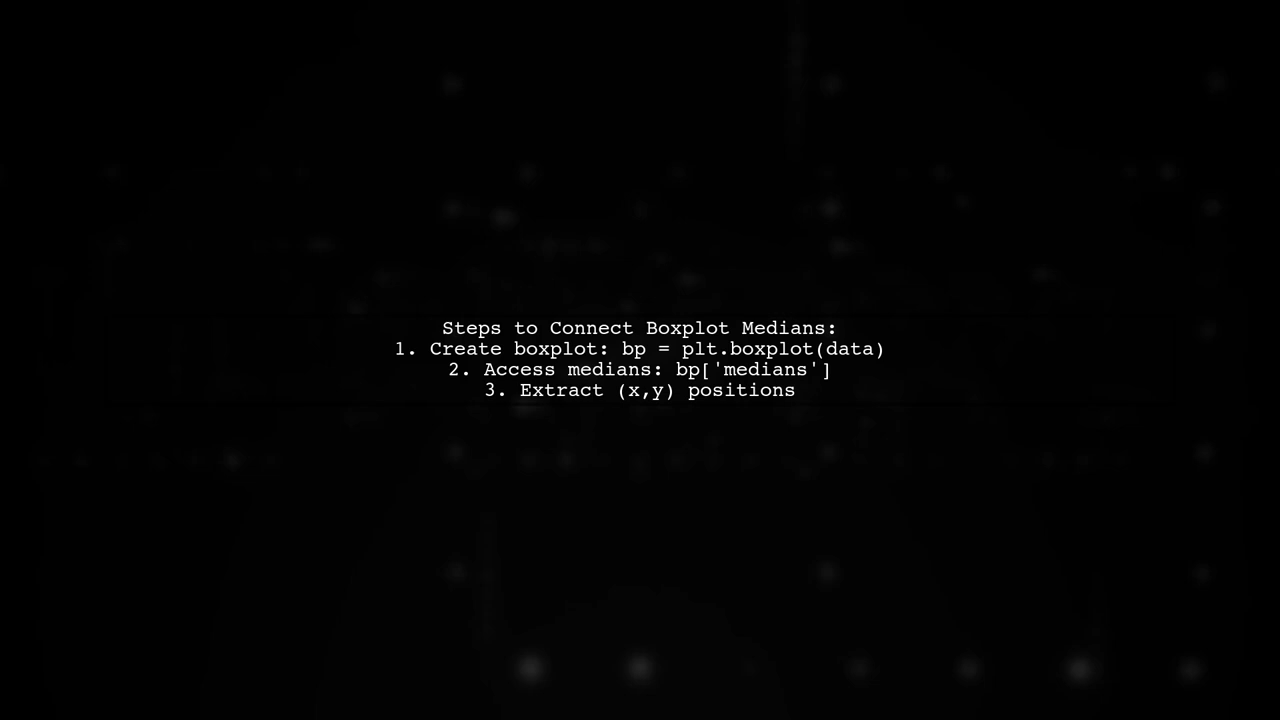 Steps to Connect Boxplot Medians:
1. Create boxplot: bp = plt.boxplot(data)
2. Access medians: bp['medians']
3. Extract (x,y) positions